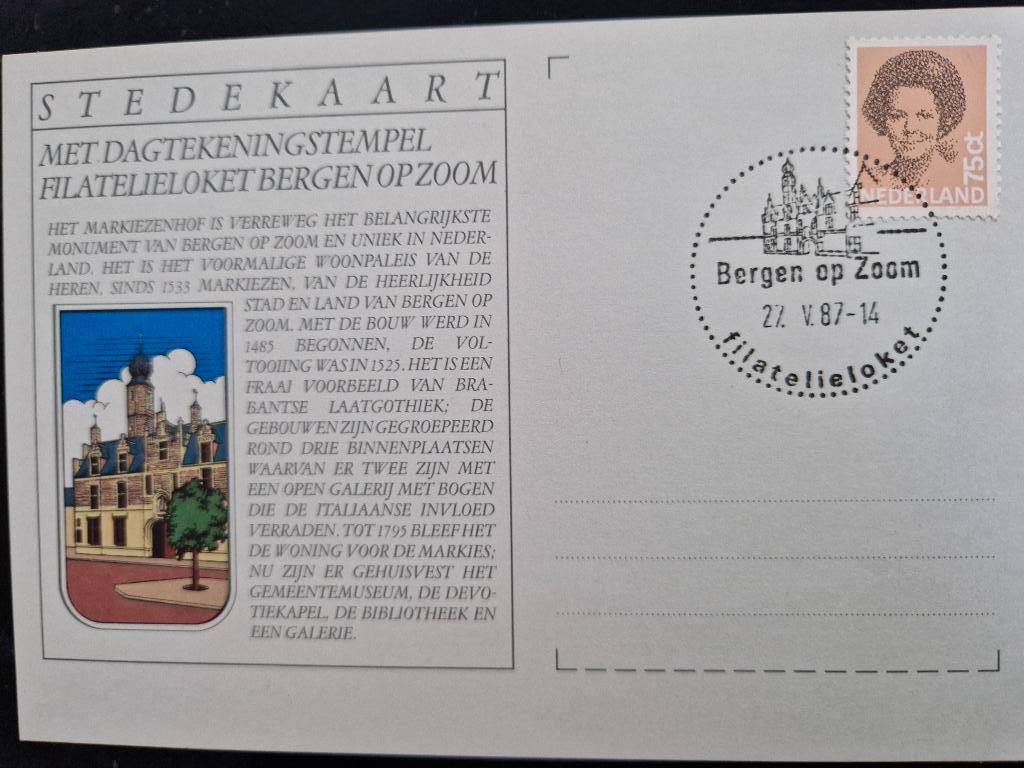 STEDEKAART
MET DAGTEKENINGSTEMPEL
FILATELIELOKET BERGEN OP ZOOM
HET MARKIEZENHOF IS VERREWEG HET BELANGRIJKSTE
MONUMENT VAN BERGEN OP ZOOM EN UNIEK IN NEDER-
LAND. HET IS HET VOORMALIGE WOONPALEIS VAN DE
HEREN, SINDS 1533 MARKIEZEN, VAN DE HEERLIJKHEID
STAD EN LAND VAN BERGEN OP
ZOOM. MET DE BOUW WERD IN
1485 BEGONNEN, DE VOL-
TOOIING WAS IN 1525. HET IS EEN
FRAAI VOORBEELD VAN BRA-
BANTSE LAATGOTHIEK; DE
GEBOUWEN ZIJN GEGROEPEERD
ROND DRIE BINNENPLAATSEN
WAARVAN ER TWEE ZIJN MET
EEN OPEN GALERIJ MET BOGEN
DIE DE ITALIAANSE INVLOED
VERRADEN. TOT 1795 BLEEF HET
DE WONING VOOR DE MARKIES;
NU ZIJN ER GEHUISVEST HET
GEMEENTEMUSEUM, DE DEVO-
TIEKAPEL, DE BIBLIOTHEEK EN
EEN GALERIE.
75ct
NEDERLAND
Bergen op Zoom
27. V. 87-14
filatelieloket